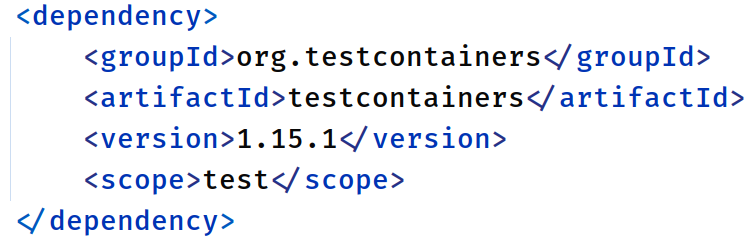 <dependency>
    <groupId>org.testcontainers</groupId>
    <artifactId>testcontainers</artifactId>
    <version>1.15.1</version>
    <scope>test</scope>
</dependency>